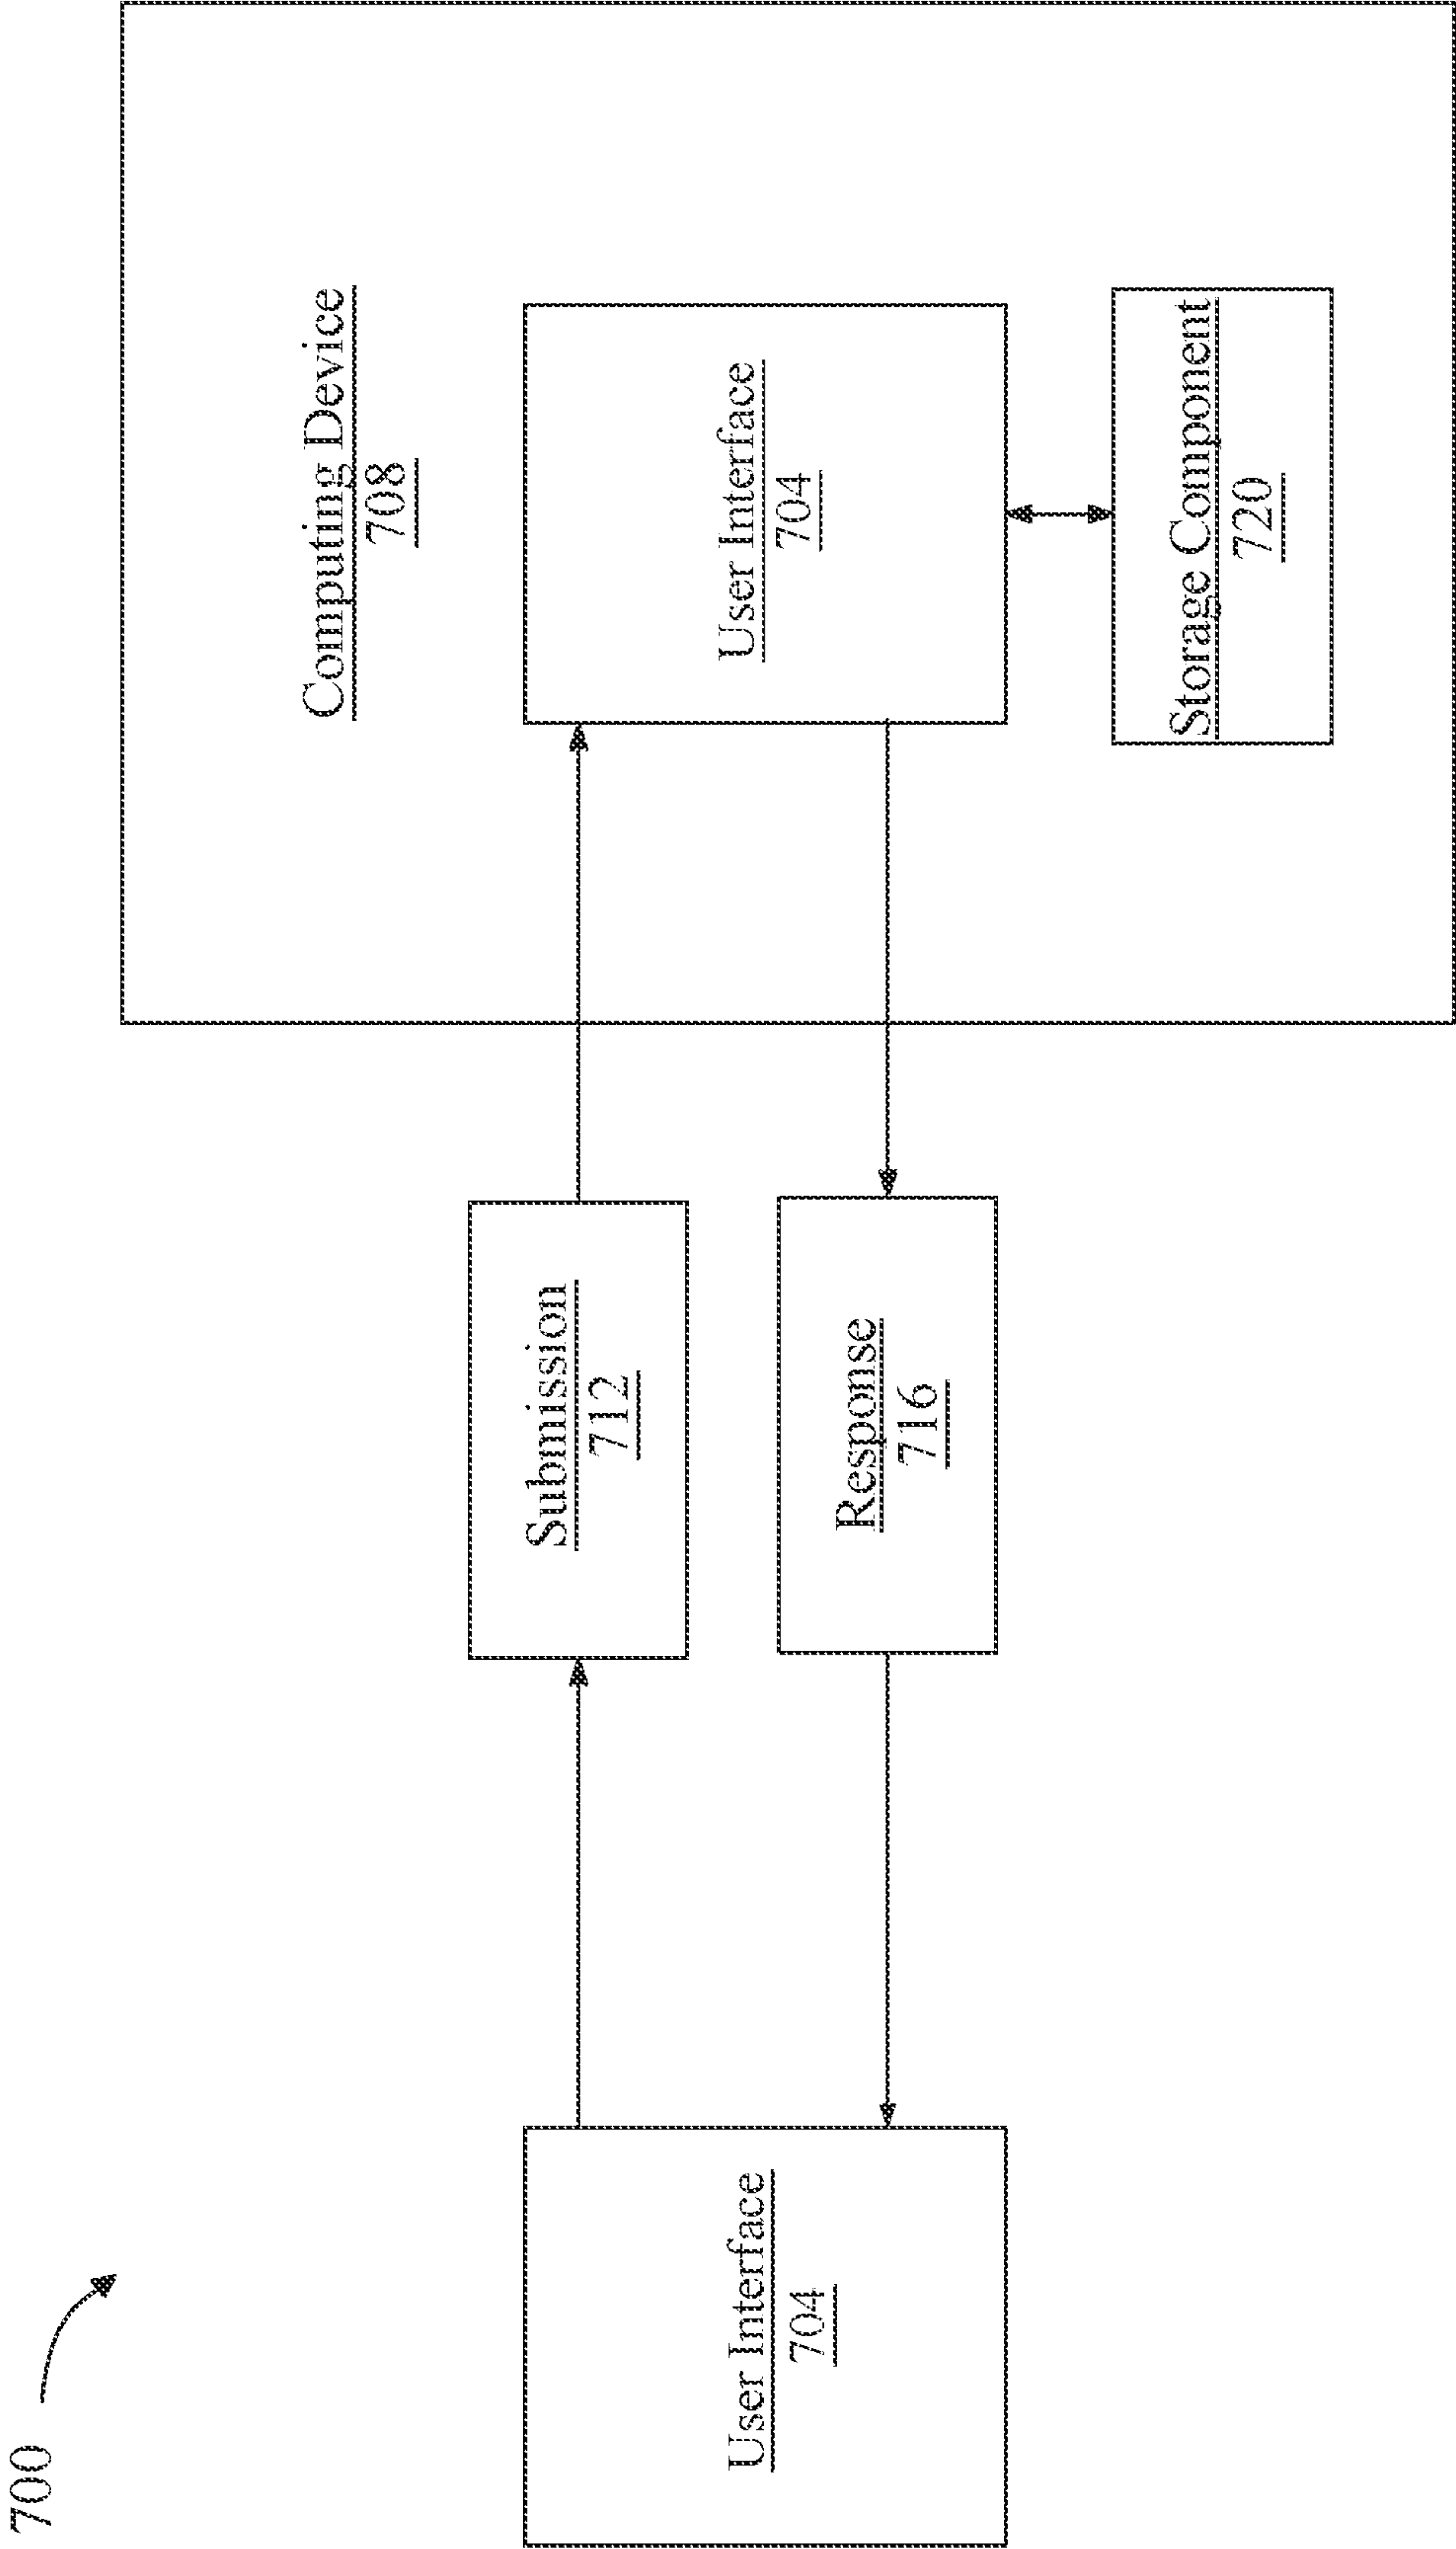 700
User Interface
704
Submission
712
Response
716
Computing Device
708
User Interface
704
Storage Component
720